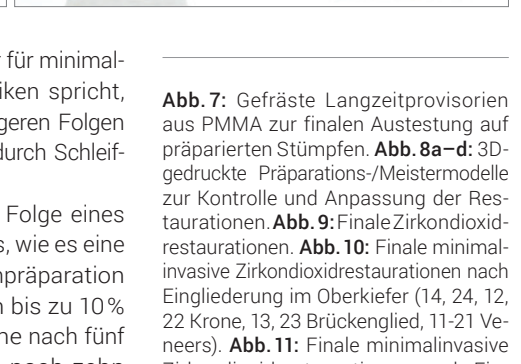 für minimal-
iken spricht,
geren Folgen
durch Schleif-
Folge eines
s, wie es eine
npräparation
bis zu 10 %
ne nach fünf
Abb. 7: Gefräste Langzeitprovisorien
aus PMMA zur finalen Austestung auf
präparierten Stümpfen. Abb. 8a–d: 3D-
gedruckte Präparations-/Meistermodelle
zur Kontrolle und Anpassung der Res-
taurationen. Abb. 9: Finale Zirkondioxid-
restaurationen. Abb. 10: Finale minimal-
invasive Zirkondioxidrestaurationen nach
Eingliederung im Oberkiefer (14, 24, 12,
22 Krone, 13, 23 Brückenglied, 11-21 Ve-
neers). Abb. 11: Finale minimalinvasive